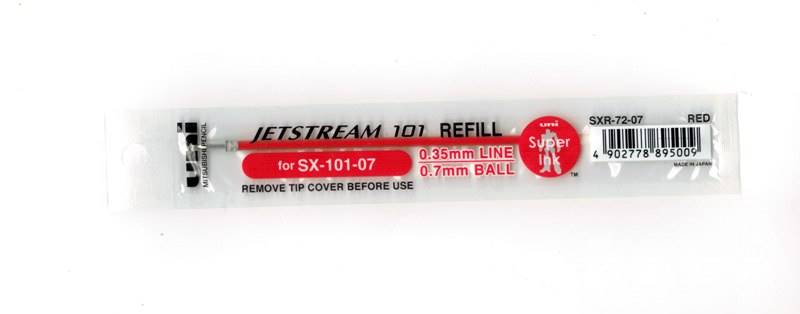 uni
MITSUBISHI PENCIL
JETSTREAM 101 REFILL
for SX-101-07
0.35mm LINE
0.7mm BALL
REMOVE TIP COVER BEFORE USE
uni
Super
ink
TM
SXR-72-07 RED
4 902778 895009
MADE IN JAPAN